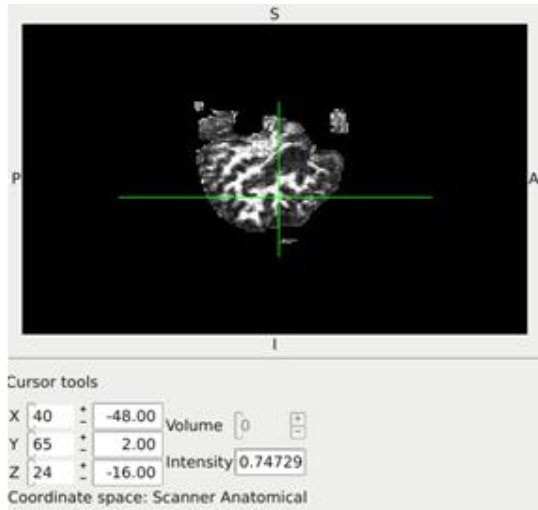 S
P
A
I
Cursor tools
X 40 -48.00
Volume 0
Y 65 2.00
Intensity 0.74729
Z 24 -16.00
Coordinate space: Scanner Anatomical